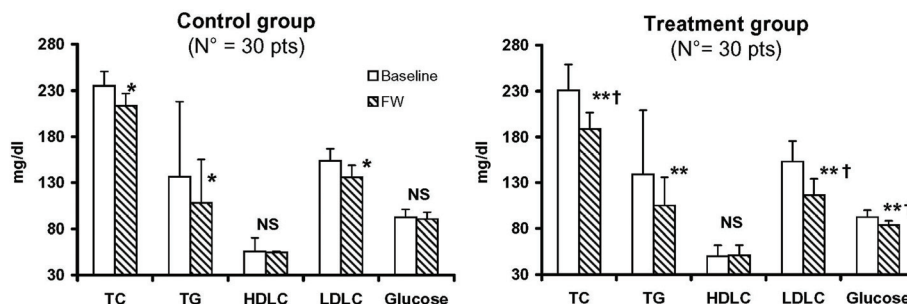 Control group
(N° = 30 pts)
280
230
180
130
80
30
mg/dl
*
*
NS
*
NS
Baseline
FW
TC TG HDLC LDLC Glucose
Treatment group
(N°= 30 pts)
280
230
180
130
80
30
mg/dl
**†
**
NS
**†
**
TC TG HDLC LDLC Glucose